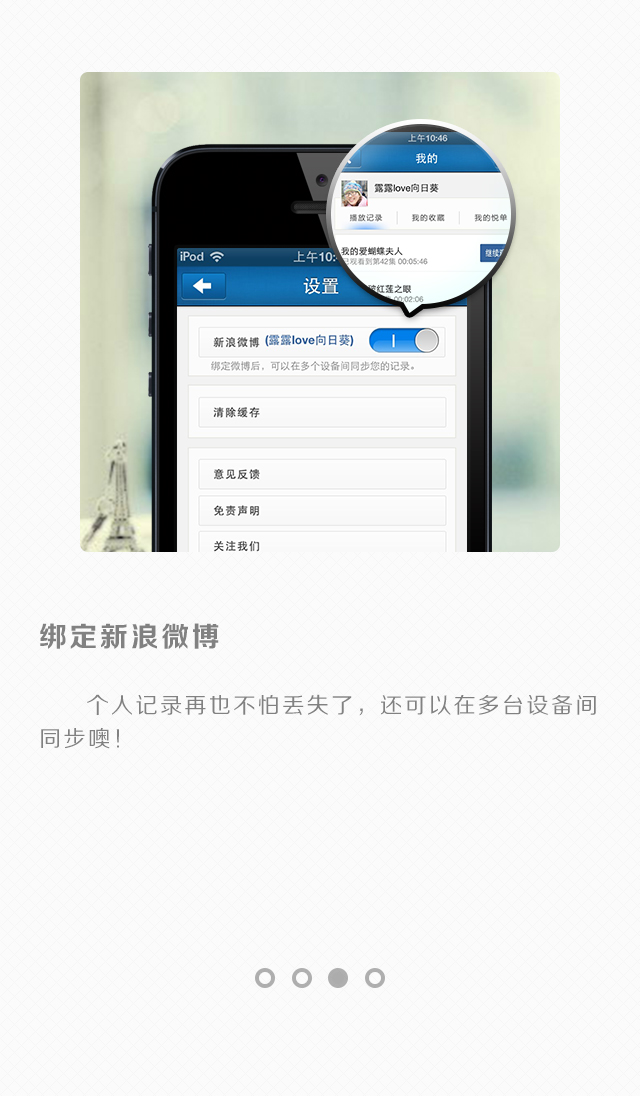 上午10:46
我的
露露love向日葵
播放记录 我的收藏 我的悦单
我的爱蝴蝶夫人
已观看到第42集 00:05:46
继续
红莲之眼
00:02:06
iPod 上午10:
设置
新浪微博 (露露love向日葵)
绑定微博后，可以在多个设备间同步您的记录。
清除缓存
意见反馈
免责声明
关注我们
绑定新浪微博
个人记录再也不怕丢失了，还可以在多台设备间
同步噢！